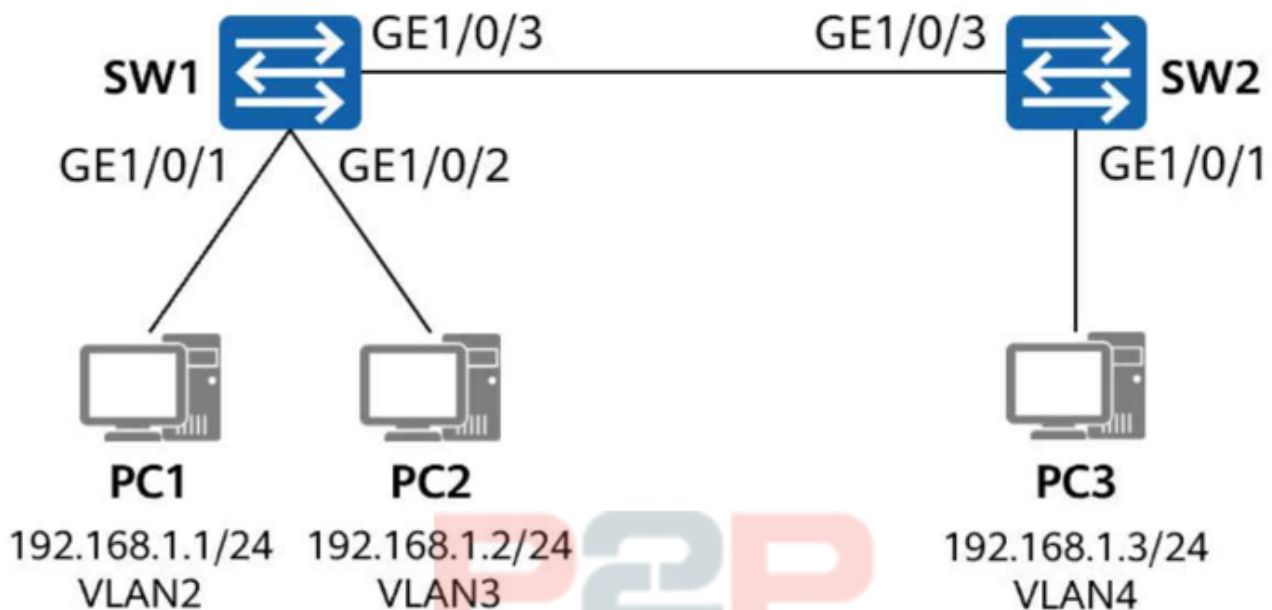 SW1
GE1/0/3
GE1/0/3
SW2
GE1/0/1
GE1/0/2
GE1/0/1
PC1
PC2
PC3
192.168.1.1/24
192.168.1.2/24
192.168.1.3/24
VLAN2
VLAN3
VLAN4
P2P